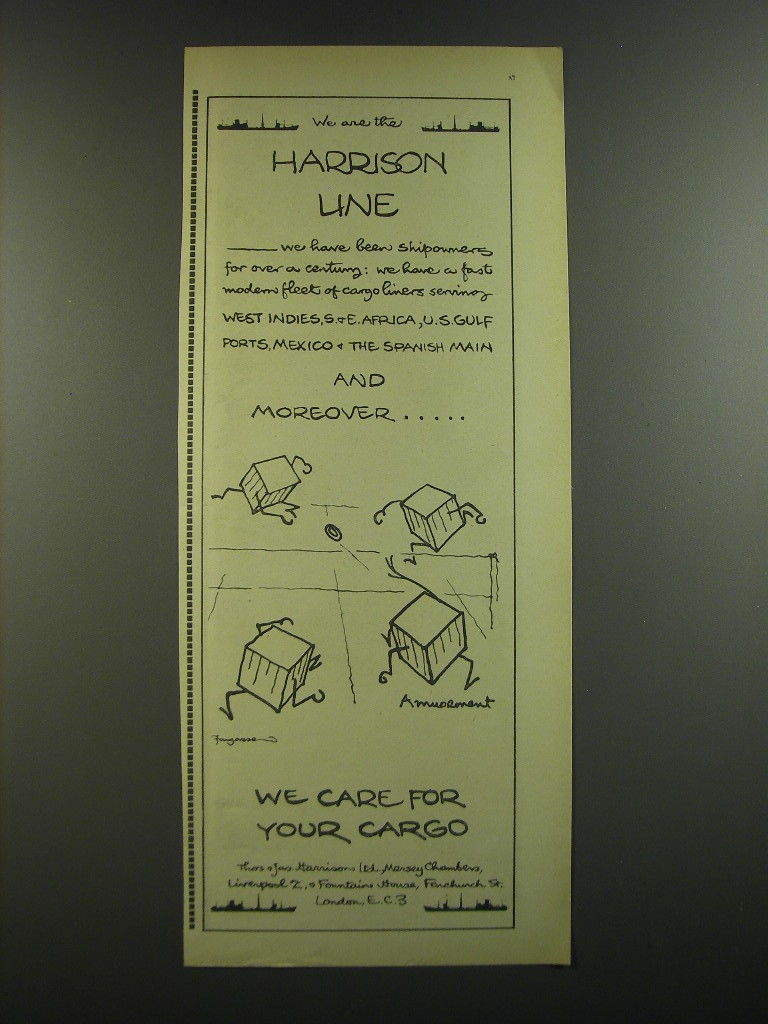 We are the
HARRISON
LINE
we have been shipowners
for over a century: we have a fast
modern fleet of cargo liners serving
WEST INDIES, S. & E. AFRICA, U.S. GULF
PORTS, MEXICO & THE SPANISH MAIN
AND
MOREOVER . . . . .
Amusement
Fougasse
WE CARE FOR
YOUR CARGO
Thos & Jas Harrison Ltd., Mersey Chambers,
Liverpool 2, & Fountain House, Fenchurch St.
London, E.C.3